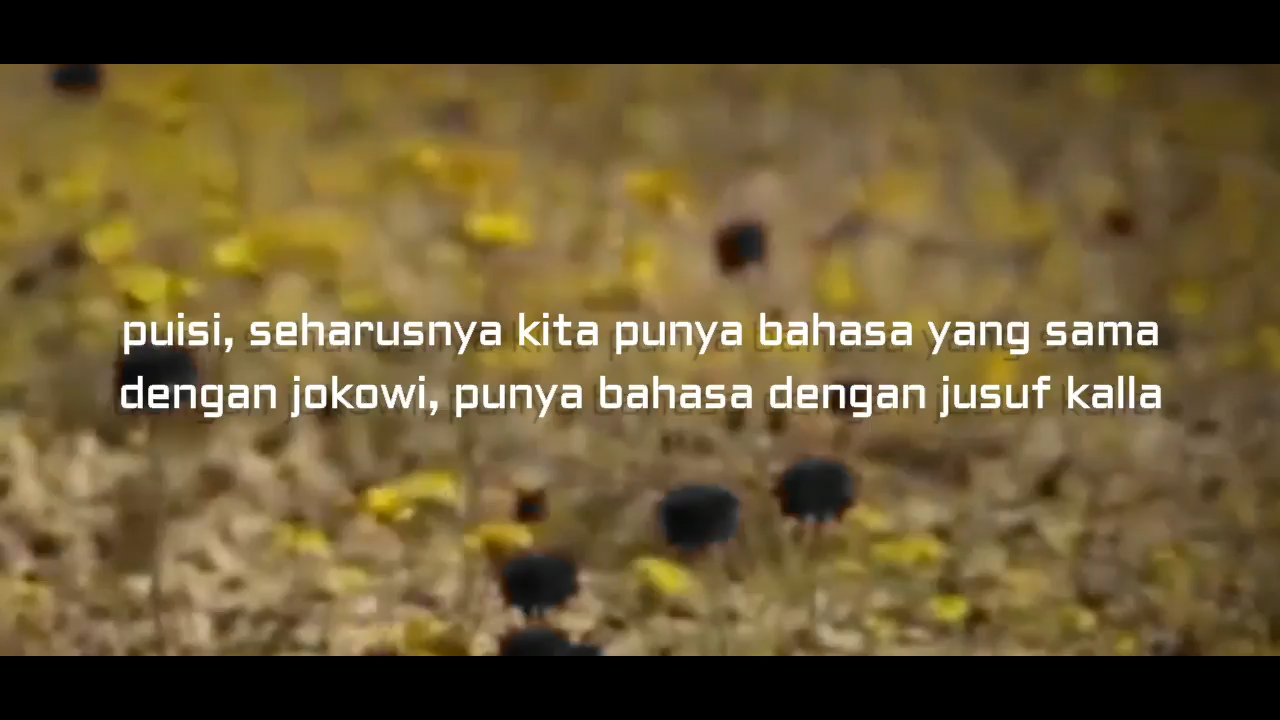 puisi, seharusnya kita punya bahasa yang sama
dengan jokowi, punya bahasa dengan jusuf kalla